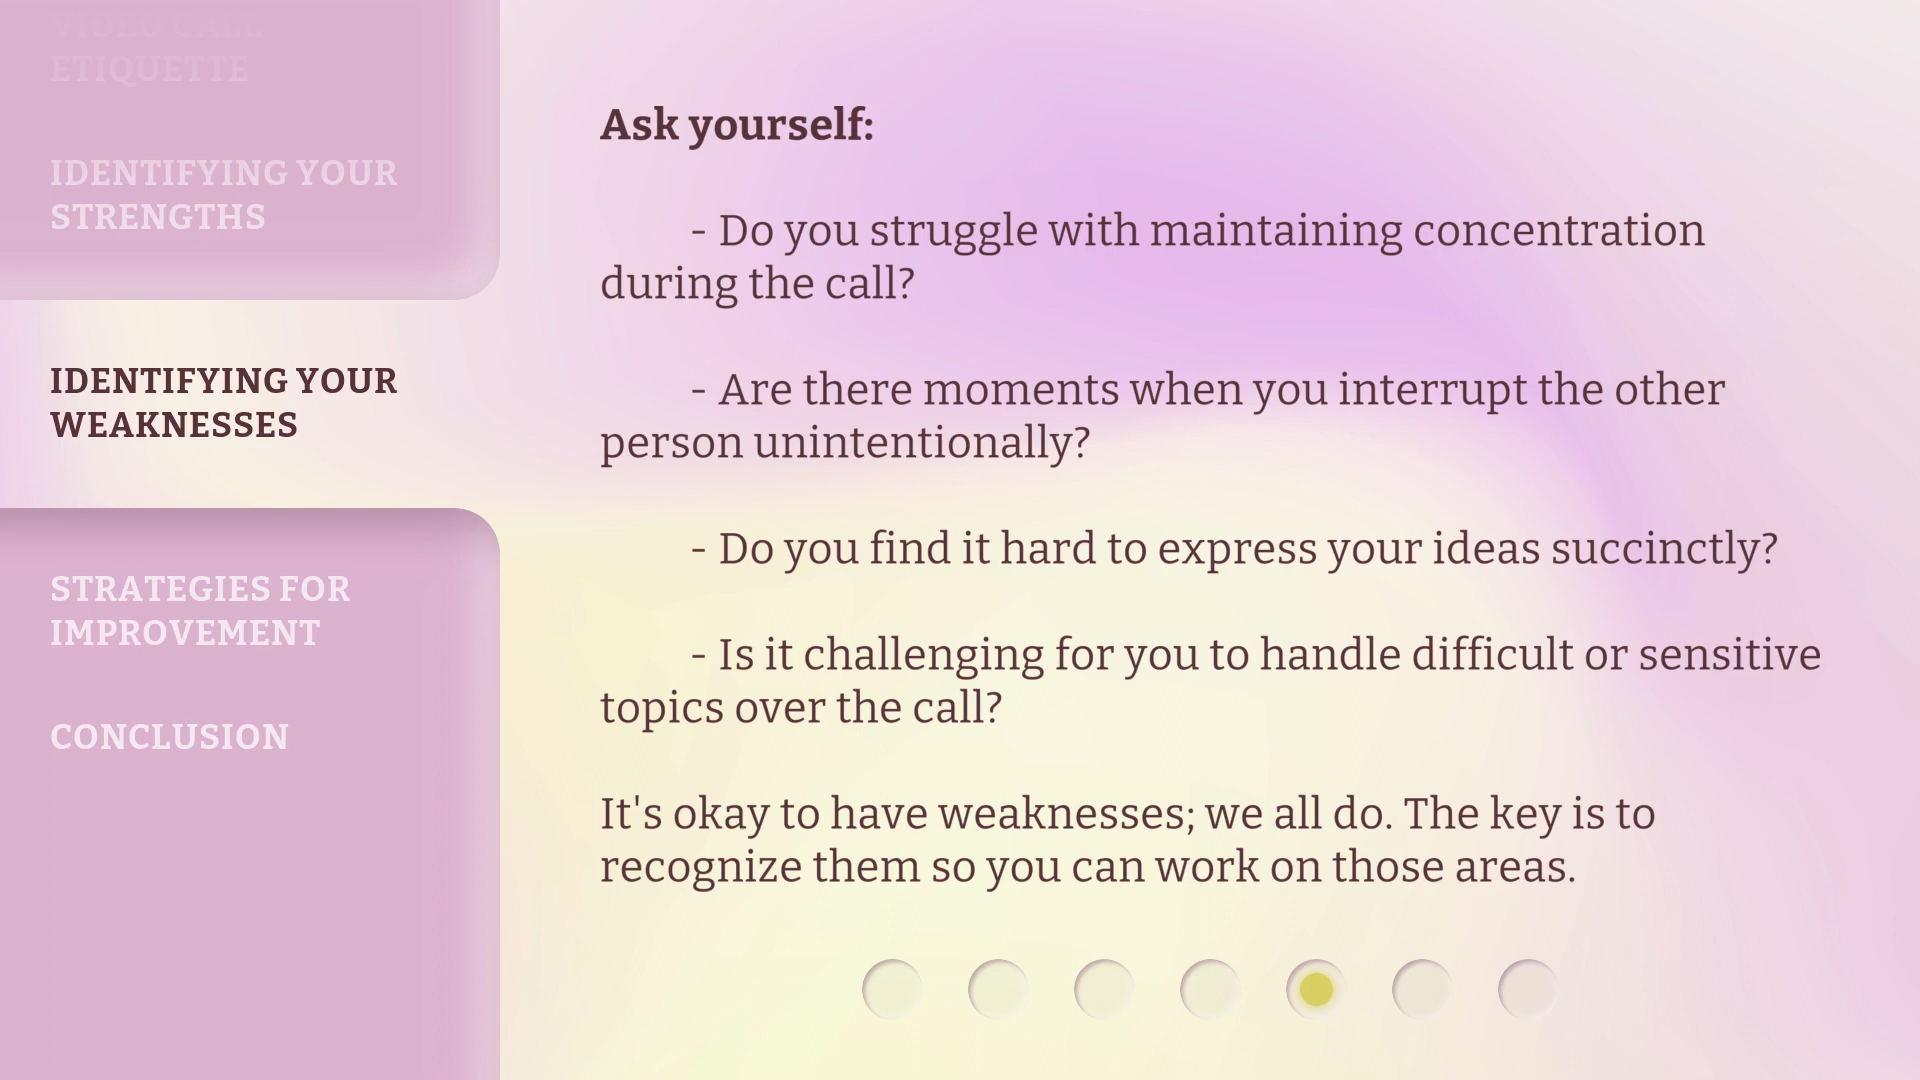 VIDEO CALL
ETIQUETTE
IDENTIFYING YOUR
STRENGTHS
IDENTIFYING YOUR
WEAKNESSES
STRATEGIES FOR
IMPROVEMENT
CONCLUSION
Ask yourself:
- Do you struggle with maintaining concentration
during the call?
- Are there moments when you interrupt the other
person unintentionally?
- Do you find it hard to express your ideas succinctly?
- Is it challenging for you to handle difficult or sensitive
topics over the call?
It's okay to have weaknesses; we all do. The key is to
recognize them so you can work on those areas.